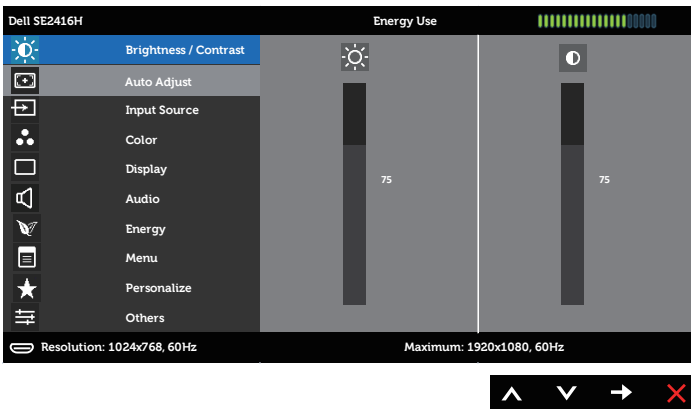 Dell SE2416H Energy Use
Brightness / Contrast
Auto Adjust
Input Source
Color
Display
75 75
Audio
Energy
Menu
Personalize
Others
Resolution: 1024x768, 60Hz Maximum: 1920x1080, 60Hz